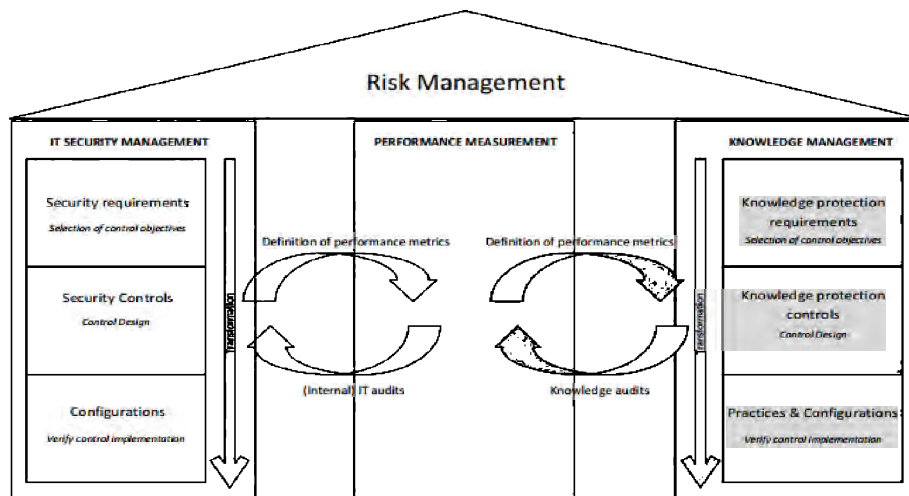 Risk Management
IT SECURITY MANAGEMENT
Security requirements
Selection of control objectives
Security Controls
Control Design
Configurations
Verify control implementation
Transformation
Definition of performance metrics
(Internal) IT audits
PERFORMANCE MEASUREMENT
Definition of performance metrics
Knowledge audits
KNOWLEDGE MANAGEMENT
Transformation
Knowledge protection
requirements
Selection of control objectives
Knowledge protection
controls
Control Design
Practices & Configurations
Verify control implementation